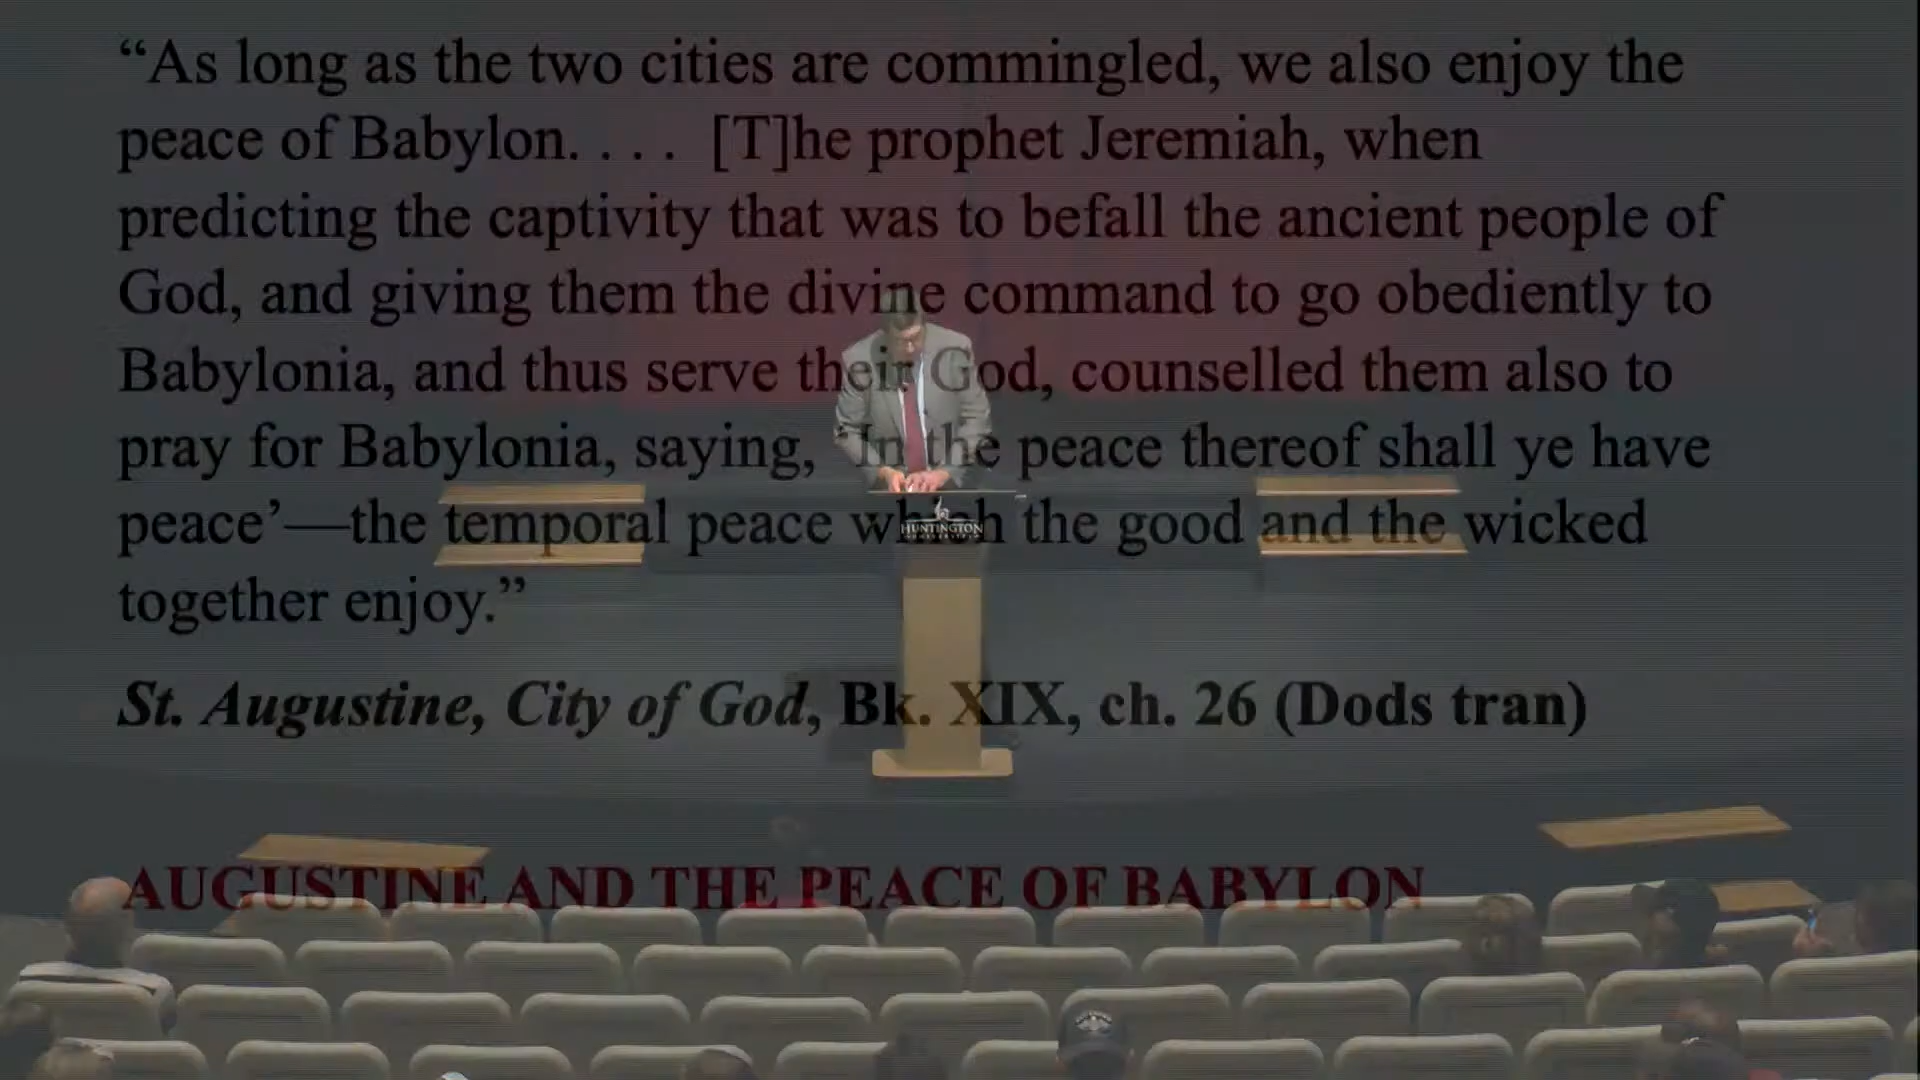 “As long as the two cities are commingled, we also enjoy the
peace of Babylon. . . .  [T]he prophet Jeremiah, when
predicting the captivity that was to befall the ancient people of
God, and giving them the divine command to go obediently to
Babylonia, and thus serve their God, counselled them also to
pray for Babylonia, saying, ‘In the peace thereof shall ye have
peace’—the temporal peace which the good and the wicked
together enjoy.”
St. Augustine, City of God, Bk. XIX, ch. 26 (Dods tran)
HUNTINGTON
UNIVERSITY
AUGUSTINE AND THE PEACE OF BABYLON